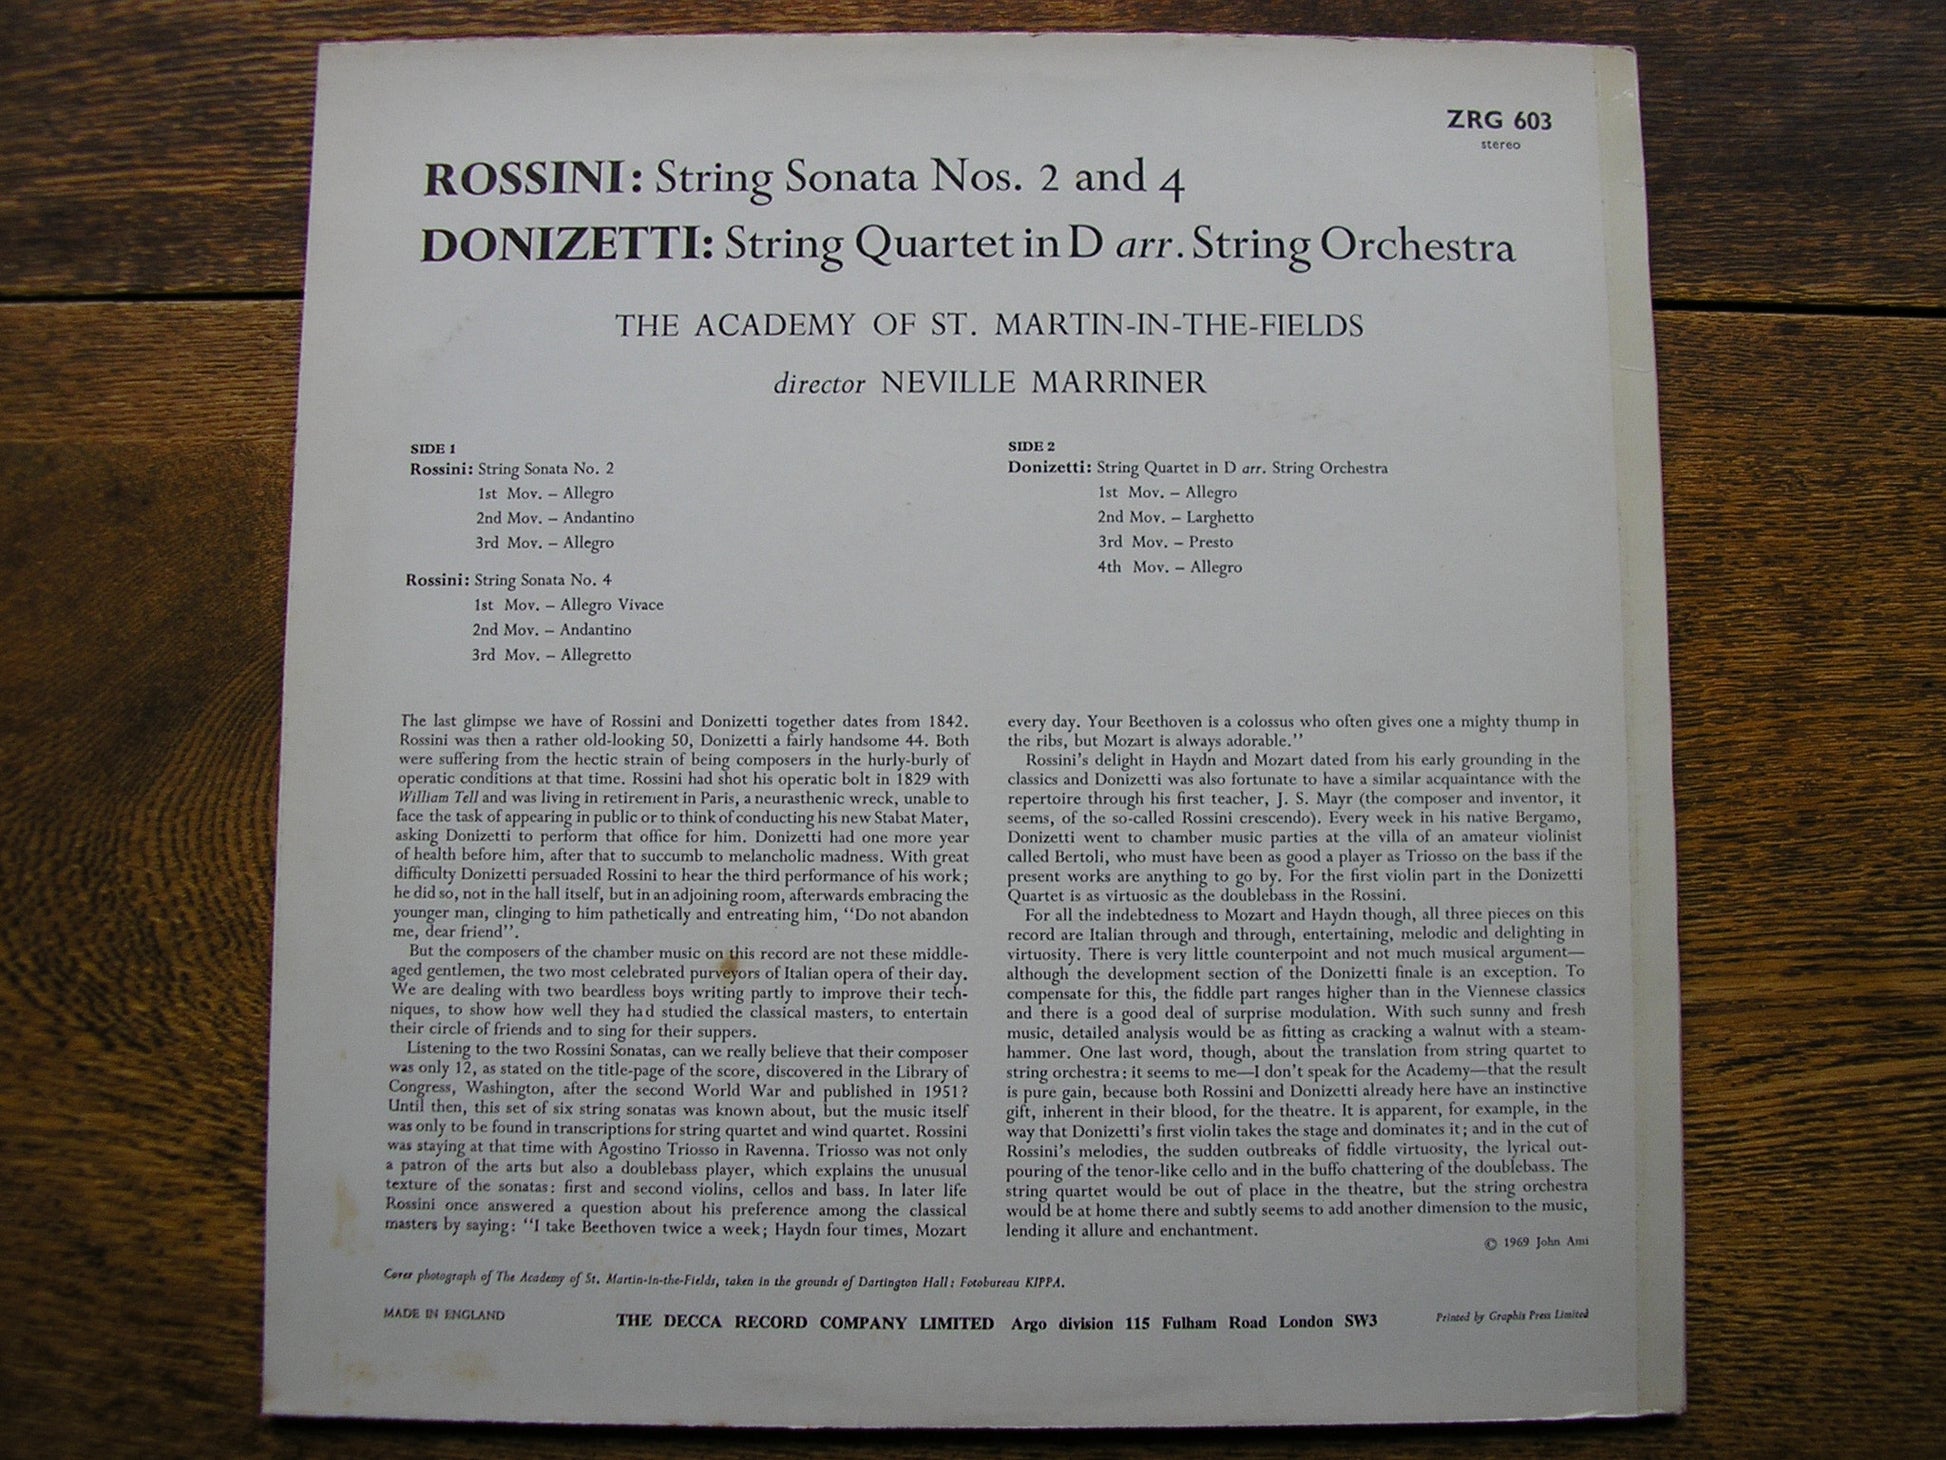 ZRG 603
stereo
ROSSINI: String Sonata Nos. 2 and 4
DONIZETTI: String Quartet in D arr. String Orchestra
THE ACADEMY OF ST. MARTIN-IN-THE-FIELDS
director NEVILLE MARRINER
SIDE 1
Rossini: String Sonata No. 2
1st Mov. – Allegro
2nd Mov. – Andantino
3rd Mov. – Allegro
Rossini: String Sonata No. 4
1st Mov. – Allegro Vivace
2nd Mov. – Andantino
3rd Mov. – Allegretto
SIDE 2
Donizetti: String Quartet in D arr. String Orchestra
1st Mov. – Allegro
2nd Mov. – Larghetto
3rd Mov. – Presto
4th Mov. – Allegro
The last glimpse we have of Rossini and Donizetti together dates from 1842.
Rossini was then a rather old-looking 50, Donizetti a fairly handsome 44. Both
were suffering from the hectic strain of being composers in the hurly-burly of
operatic conditions at that time. Rossini had shot his operatic bolt in 1829 with
William Tell and was living in retirement in Paris, a neurasthenic wreck, unable to
face the task of appearing in public or to think of conducting his new Stabat Mater,
asking Donizetti to perform that office for him. Donizetti had one more year
of health before him, after that to succumb to melancholic madness. With great
difficulty Donizetti persuaded Rossini to hear the third performance of his work;
he did so, not in the hall itself, but in an adjoining room, afterwards embracing the
younger man, clinging to him pathetically and entreating him, “Do not abandon
me, dear friend”.
But the composers of the chamber music on this record are not these middle-
aged gentlemen, the two most celebrated purveyors of Italian opera of their day.
We are dealing with two beardless boys writing partly to improve their tech-
niques, to show how well they had studied the classical masters, to entertain
their circle of friends and to sing for their suppers.
Listening to the two Rossini Sonatas, can we really believe that their composer
was only 12, as stated on the title-page of the score, discovered in the Library of
Congress, Washington, after the second World War and published in 1951?
Until then, this set of six string sonatas was known about, but the music itself
was only to be found in transcriptions for string quartet and wind quartet. Rossini
was staying at that time with Agostino Triosso in Ravenna. Triosso was not only
a patron of the arts but also a doublebass player, which explains the unusual
texture of the sonatas: first and second violins, cellos and bass. In later life
Rossini once answered a question about his preference among the classical
masters by saying: “I take Beethoven twice a week; Haydn four times, Mozart
every day. Your Beethoven is a colossus who often gives one a mighty thump in
the ribs, but Mozart is always adorable.”
Rossini’s delight in Haydn and Mozart dated from his early grounding in the
classics and Donizetti was also fortunate to have a similar acquaintance with the
repertoire through his first teacher, J. S. Mayr (the composer and inventor, it
seems, of the so-called Rossini crescendo). Every week in his native Bergamo,
Donizetti went to chamber music parties at the villa of an amateur violinist
called Bertoli, who must have been as good a player as Triosso on the bass if the
present works are anything to go by. For the first violin part in the Donizetti
Quartet is as virtuosic as the doublebass in the Rossini.
For all the indebtedness to Mozart and Haydn though, all three pieces on this
record are Italian through and through, entertaining, melodic and delighting in
virtuosity. There is very little counterpoint and not much musical argument—
although the development section of the Donizetti finale is an exception. To
compensate for this, the fiddle part ranges higher than in the Viennese classics
and there is a good deal of surprise modulation. With such sunny and fresh
music, detailed analysis would be as fitting as cracking a walnut with a steam-
hammer. One last word, though, about the translation from string quartet to
string orchestra: it seems to me—I don’t speak for the Academy—that the result
is pure gain, because both Rossini and Donizetti already here have an instinctive
gift, inherent in their blood, for the theatre. It is apparent, for example, in the
way that Donizetti’s first violin takes the stage and dominates it; and in the cut of
Rossini’s melodies, the sudden outbreaks of fiddle virtuosity, the lyrical out-
pouring of the tenor-like cello and in the buffo chattering of the doublebass. The
string quartet would be out of place in the theatre, but the string orchestra
would be at home there and subtly seems to add another dimension to the music,
lending it allure and enchantment.
© 1969 John Ami
Cover photograph of The Academy of St. Martin-in-the-Fields, taken in the grounds of Dartington Hall: Fotobureau KIPPA.
MADE IN ENGLAND
THE DECCA RECORD COMPANY LIMITED Argo division 115 Fulham Road London SW3
Printed by Graphis Press Limited